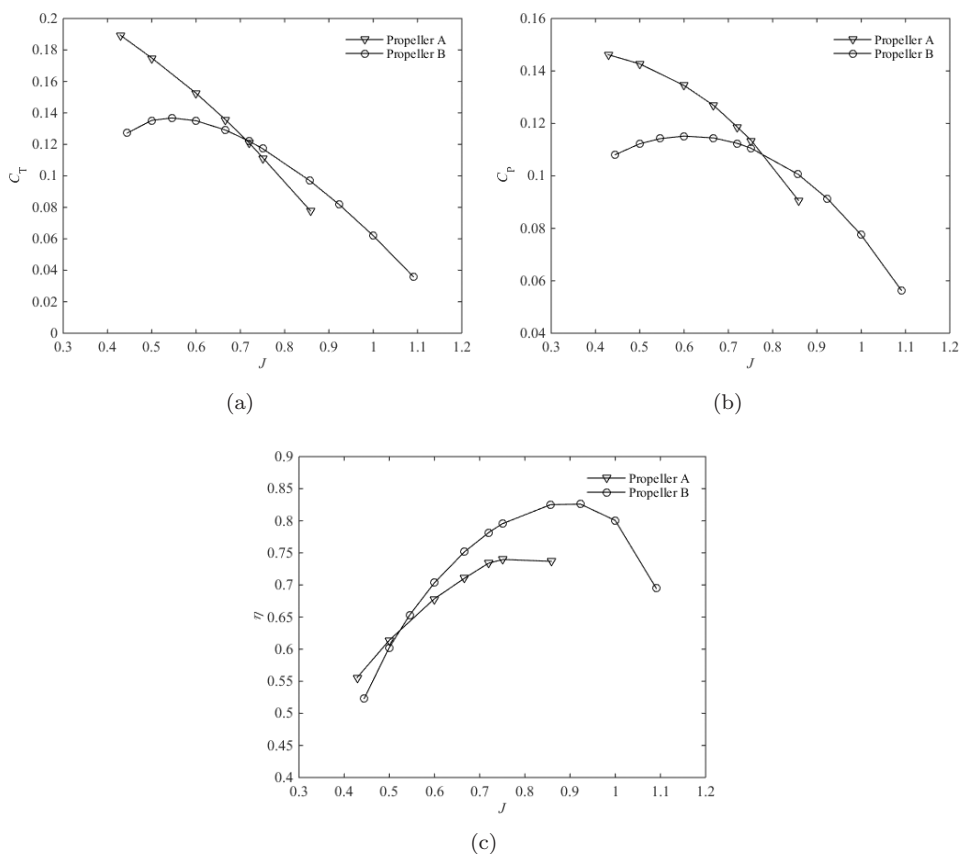 0.2
0.18
0.16
0.14
0.12
0.1
0.08
0.06
0.04
0.02
0
C_T
0.3 0.4 0.5 0.6 0.7 0.8 0.9 1 1.1 1.2
J
Propeller A
Propeller B
(a)
0.16
0.14
0.12
0.1
0.08
0.06
0.04
C_P
0.3 0.4 0.5 0.6 0.7 0.8 0.9 1 1.1 1.2
J
Propeller A
Propeller B
(b)
0.9
0.85
0.8
0.75
0.7
0.65
0.6
0.55
0.5
0.45
0.4
η
0.3 0.4 0.5 0.6 0.7 0.8 0.9 1 1.1 1.2
J
Propeller A
Propeller B
(c)